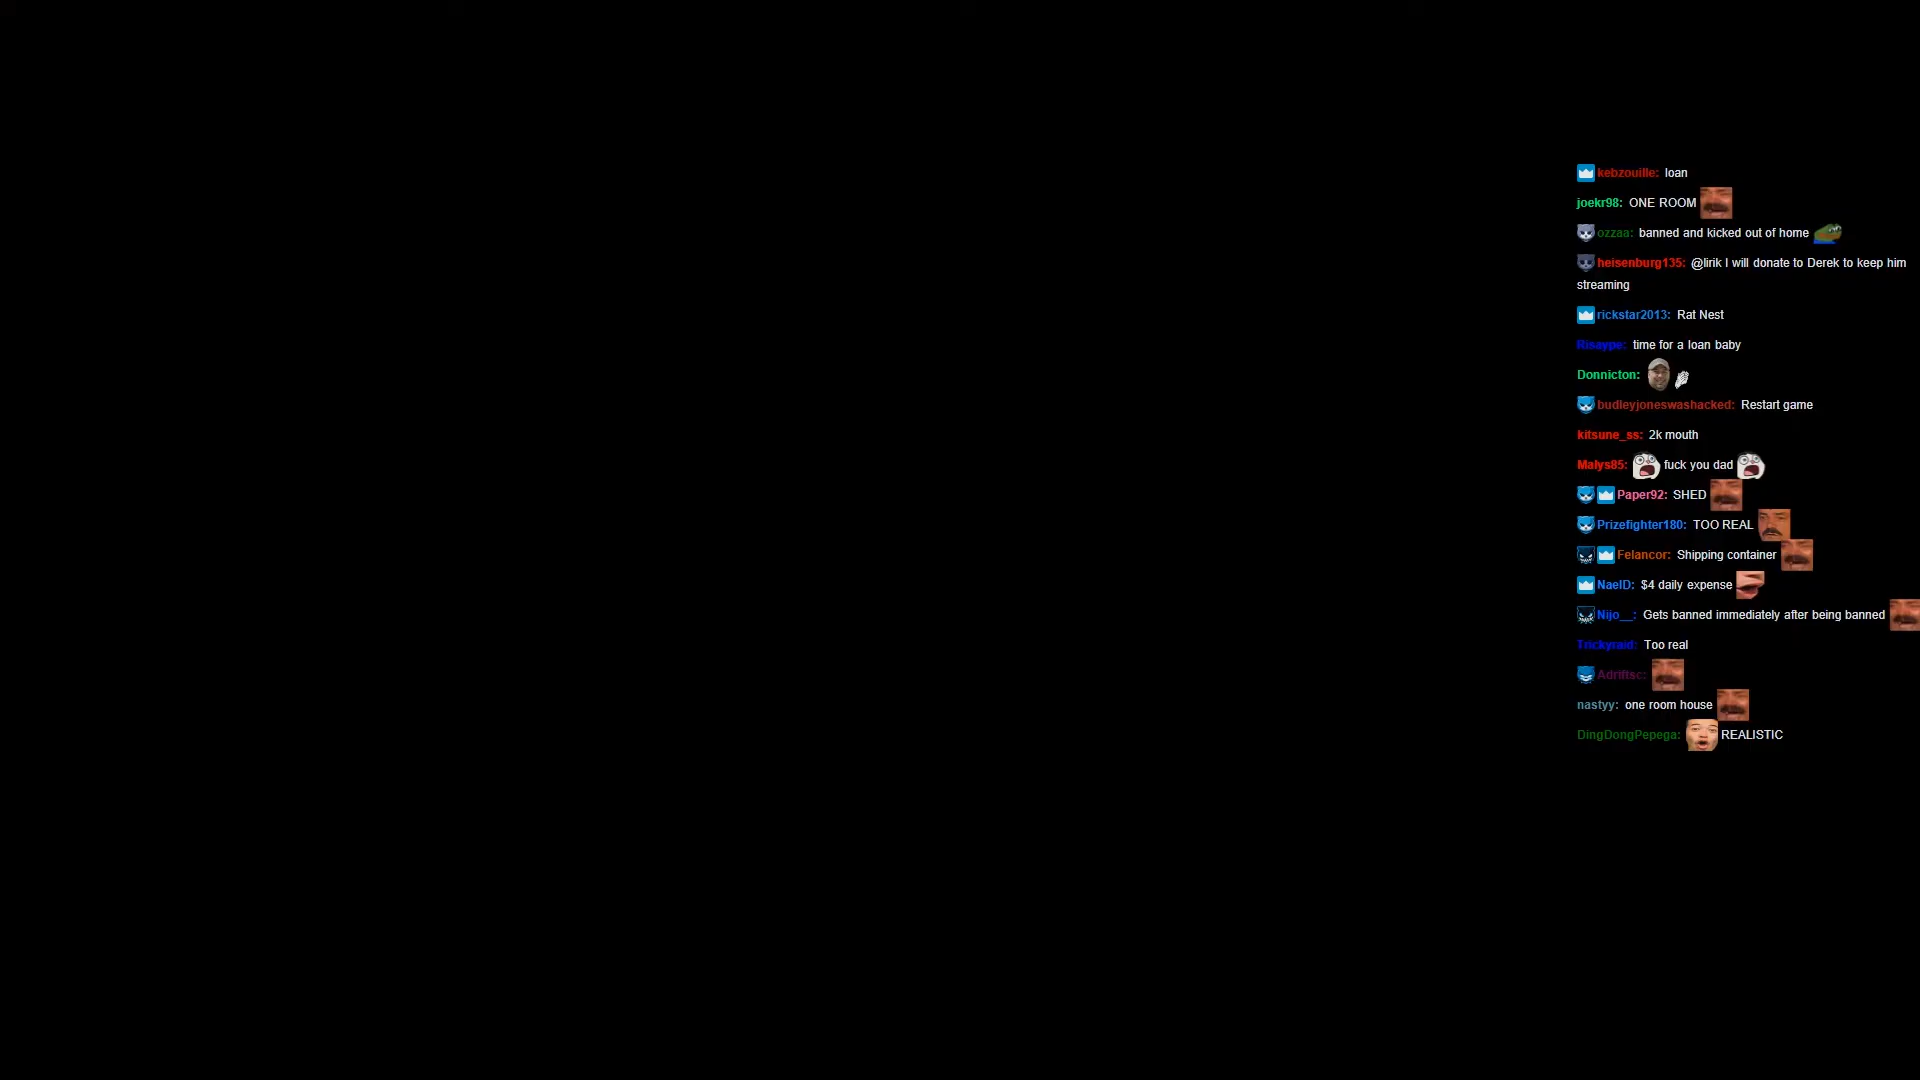 kebzouille: loan
joekr98: ONE ROOM
ozzaa: banned and kicked out of home
heisenburg135: @lirik I will donate to Derek to keep him
streaming
rickstar2013: Rat Nest
Risaype: time for a loan baby
Donnicton:
budleyjoneswashacked: Restart game
kitsune_ss: 2k mouth
Malys85: fuck you dad
Paper92: SHED
Prizefighter180: TOO REAL
Felancor: Shipping container
NaelD: $4 daily expense
Nijo__: Gets banned immediately after being banned
Trickyraid: Too real
Adriftsc:
nastyy: one room house
DingDongPepega: REALISTIC